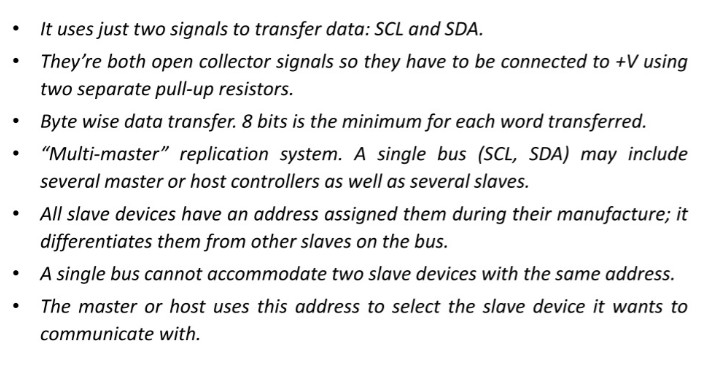 • It uses just two signals to transfer data: SCL and SDA.
• They’re both open collector signals so they have to be connected to +V using
two separate pull-up resistors.
• Byte wise data transfer. 8 bits is the minimum for each word transferred.
• “Multi-master” replication system. A single bus (SCL, SDA) may include
several master or host controllers as well as several slaves.
• All slave devices have an address assigned them during their manufacture; it
differentiates them from other slaves on the bus.
• A single bus cannot accommodate two slave devices with the same address.
• The master or host uses this address to select the slave device it wants to
communicate with.